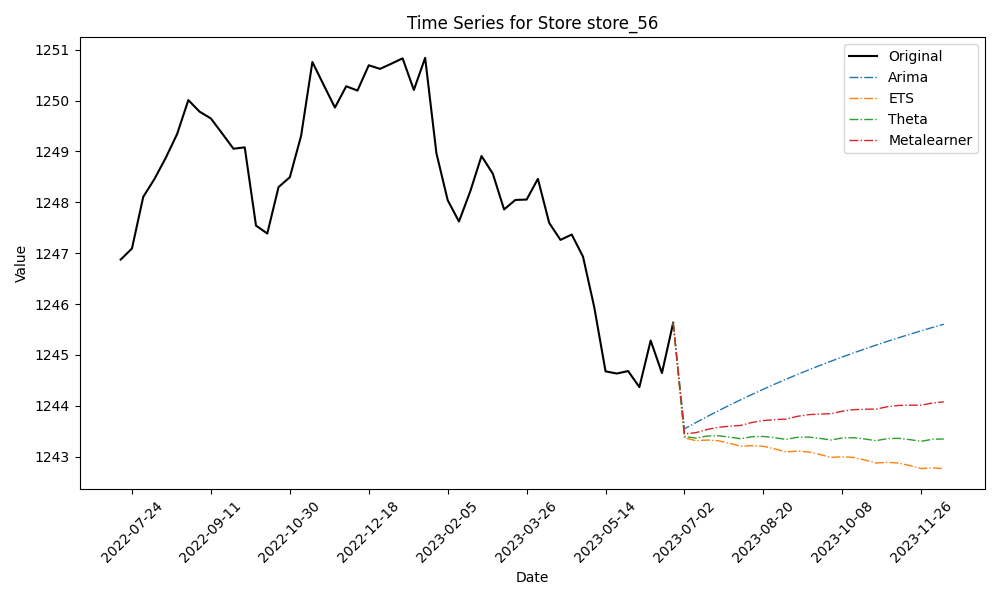 Time Series for Store store_56
Value
1251
1250
1249
1248
1247
1246
1245
1244
1243
Original
Arima
ETS
Theta
Metalearner
2022-07-24
2022-09-11
2022-10-30
2022-12-18
2023-02-05
2023-03-26
2023-05-14
2023-07-02
2023-08-20
2023-10-08
2023-11-26
Date